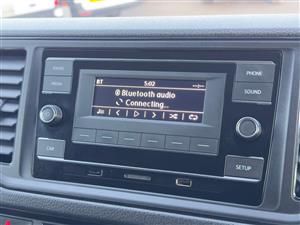 RADIO
MEDIA
BT 5:02
Bluetooth audio
Connecting...
PHONE
SOUND
CAR
SETUP